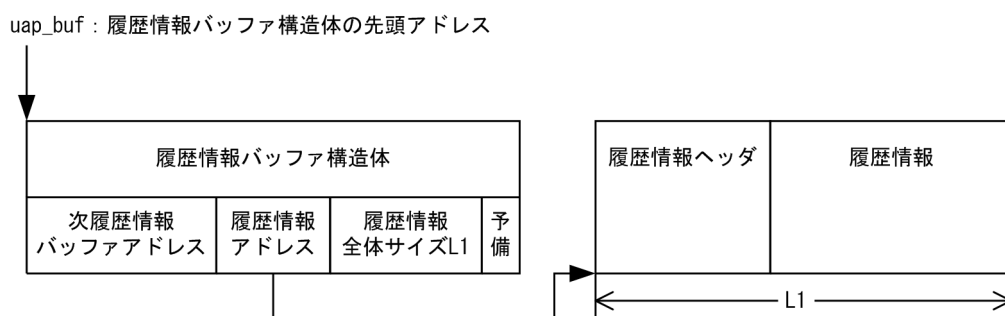 uap_buf：履歴情報バッファ構造体の先頭アドレス
履歴情報バッファ構造体
次履歴情報
バッファアドレス
履歴情報
アドレス
履歴情報
全体サイズL1
予
備
履歴情報ヘッダ
履歴情報
L1